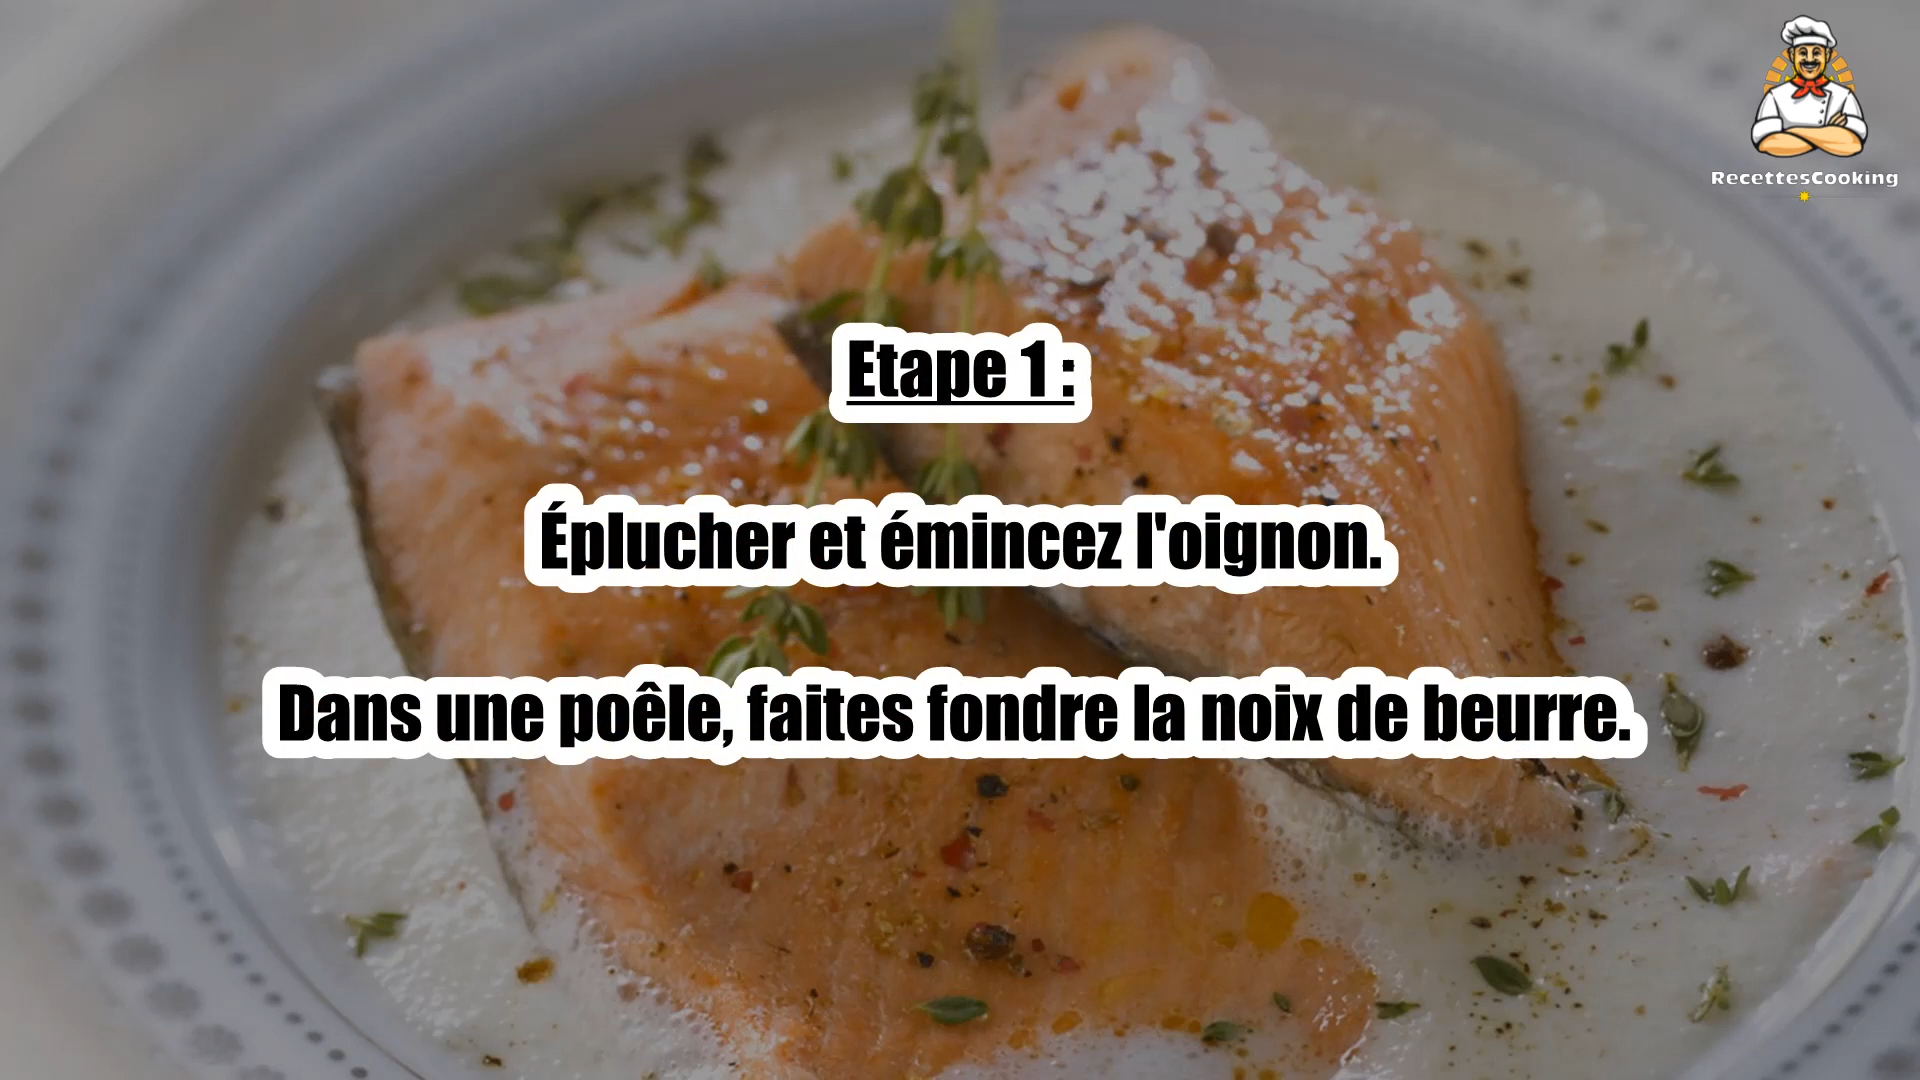 RecettesCooking
Etape 1 :
Éplucher et émincez l'oignon.
Dans une poêle, faites fondre la noix de beurre.